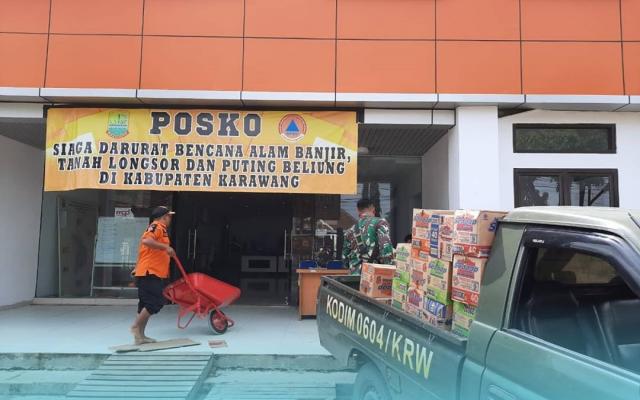 POSKO
SIAGA DARURAT BENCANA ALAM BANJIR,
TANAH LONGSOR DAN PUTING BELIUNG
DI KABUPATEN KARAWANG
KODIM 0604/KRW